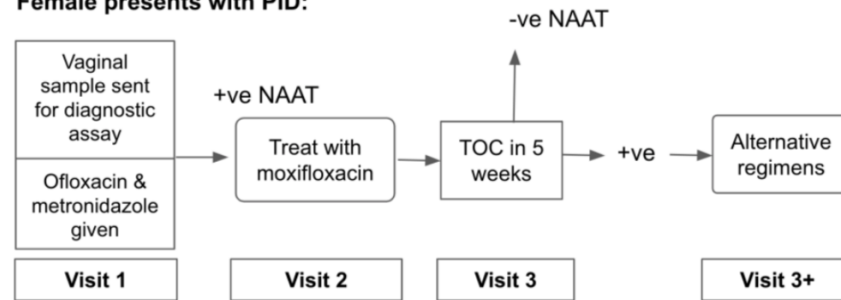 Female presents with PID:
-ve NAAT
Vaginal
sample sent
for diagnostic
assay
+ve NAAT
Treat with
moxifloxacin
TOC in 5
weeks
+ve
Alternative
regimens
Ofloxacin &
metronidazole
given
Visit 1
Visit 2
Visit 3
Visit 3+